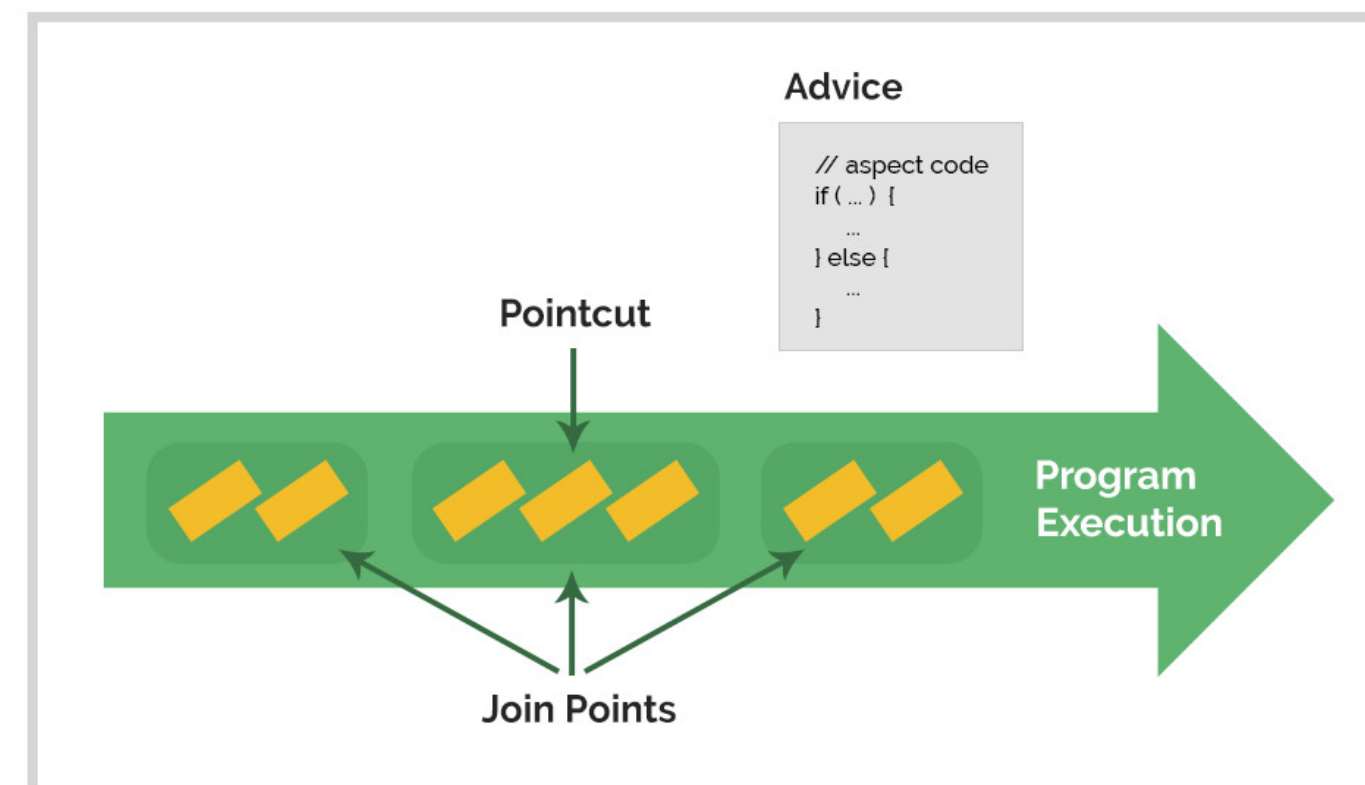 Advice
// aspect code
if ( ... ) {
...
} else {
...
}
Pointcut
Program
Execution
Join Points